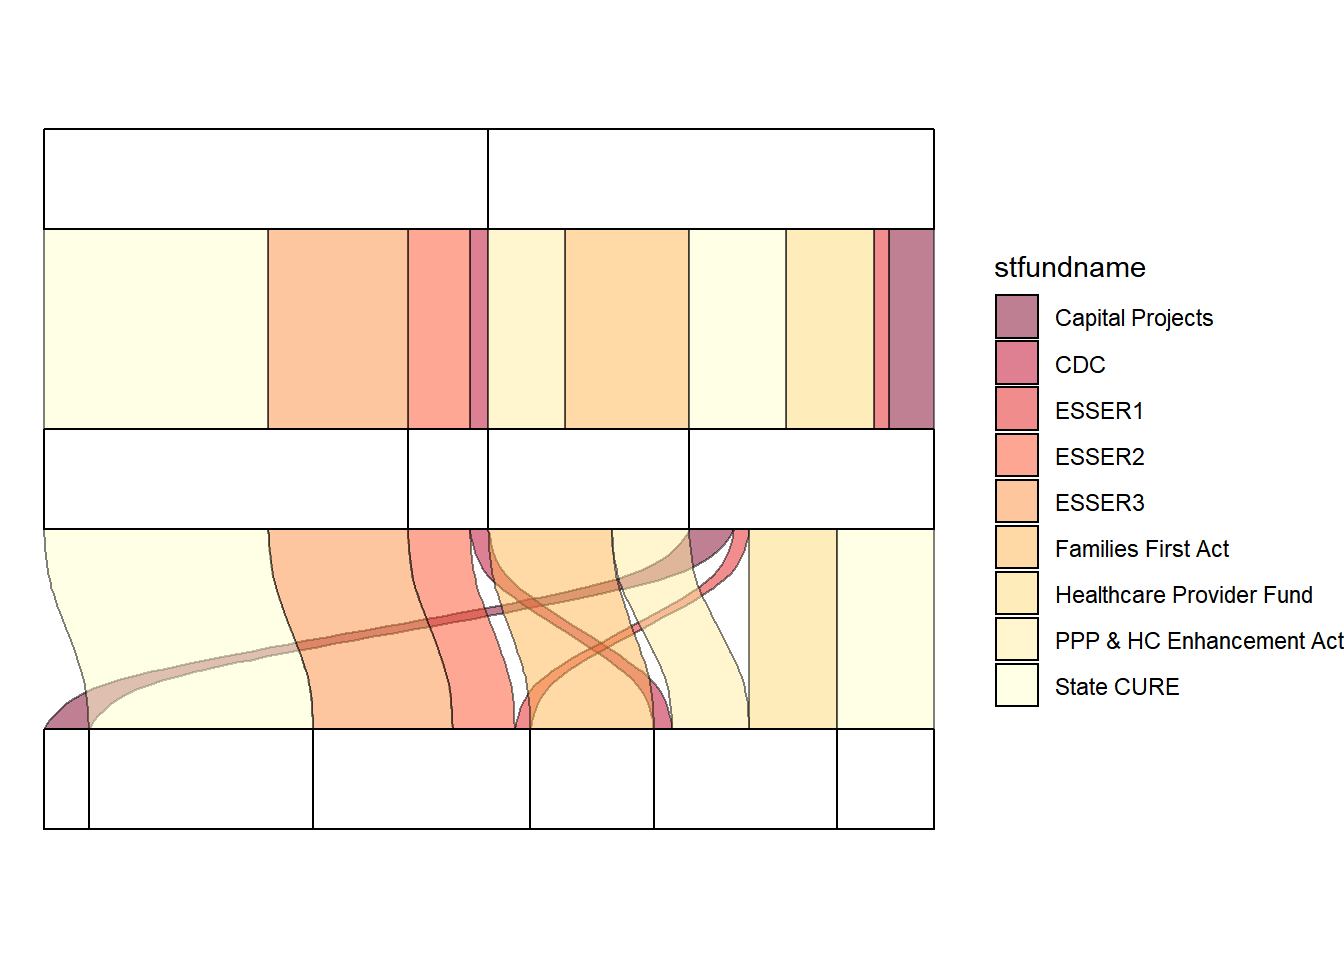 stfundname
Capital Projects
CDC
ESSER1
ESSER2
ESSER3
Families First Act
Healthcare Provider Fund
PPP & HC Enhancement Act
State CURE